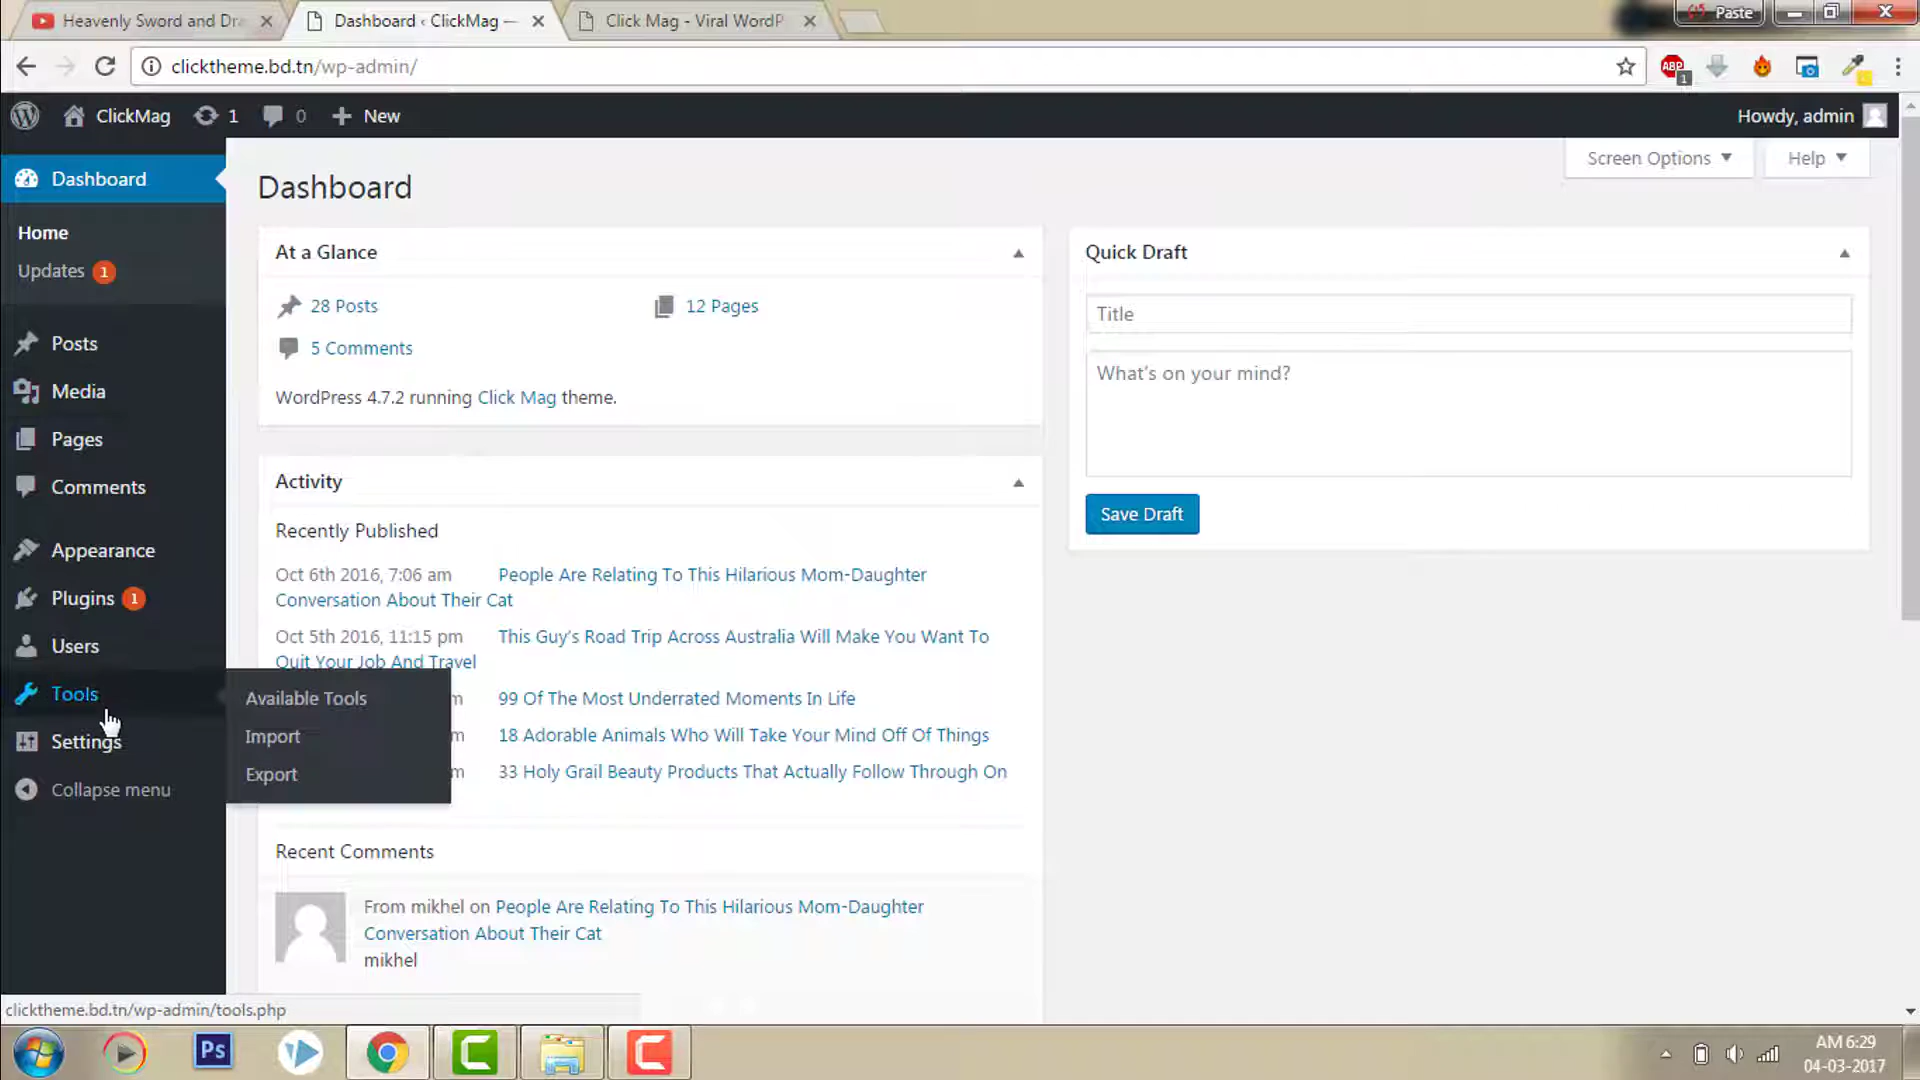 Heavenly Sword and Dra
Dashboard ‹ ClickMag —
Click Mag - Viral WordP
Paste
clicktheme.bd.tn/wp-admin/
ABP
1
ClickMag
1
0
New
Howdy, admin
Screen Options
Help
Dashboard
Home
Updates 1
Posts
Media
Pages
Comments
Appearance
Plugins 1
Users
Tools
Settings
Collapse menu
Available Tools
Import
Export
Dashboard
At a Glance
28 Posts
12 Pages
5 Comments
WordPress 4.7.2 running Click Mag theme.
Activity
Recently Published
Oct 6th 2016, 7:06 am People Are Relating To This Hilarious Mom-Daughter
Conversation About Their Cat
Oct 5th 2016, 11:15 pm This Guy's Road Trip Across Australia Will Make You Want To
Quit Your Job And Travel
m 99 Of The Most Underrated Moments In Life
m 18 Adorable Animals Who Will Take Your Mind Off Of Things
m 33 Holy Grail Beauty Products That Actually Follow Through On
Recent Comments
From mikhel on People Are Relating To This Hilarious Mom-Daughter
Conversation About Their Cat
mikhel
Quick Draft
Title
What's on your mind?
Save Draft
clicktheme.bd.tn/wp-admin/tools.php
Ps
AM 6:29
04-03-2017